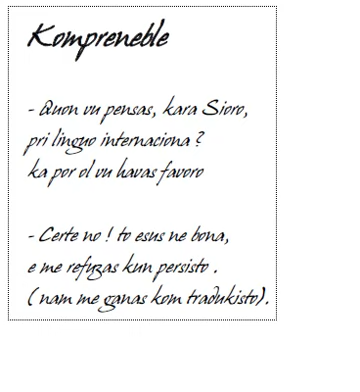 Kompreneble
- Quon vu pensas, kara Sioro,
pri linguo internaciona ?
ka por ol vu havas favoro
- Certe no ! to esus ne bona,
e me refuzas kun persisto .
( nam me ganas kom tradukisto).